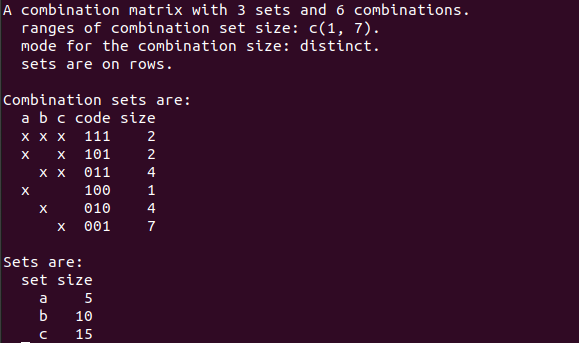 A combination matrix with 3 sets and 6 combinations.
  ranges of combination set size: c(1, 7).
  mode for the combination size: distinct.
  sets are on rows.

Combination sets are:
  a b c code size
  x x x  111    2
  x   x  101    2
    x x  011    4
  x      100    1
    x    010    4
      x  001    7

Sets are:
  set size
    a    5
    b   10
    c   15